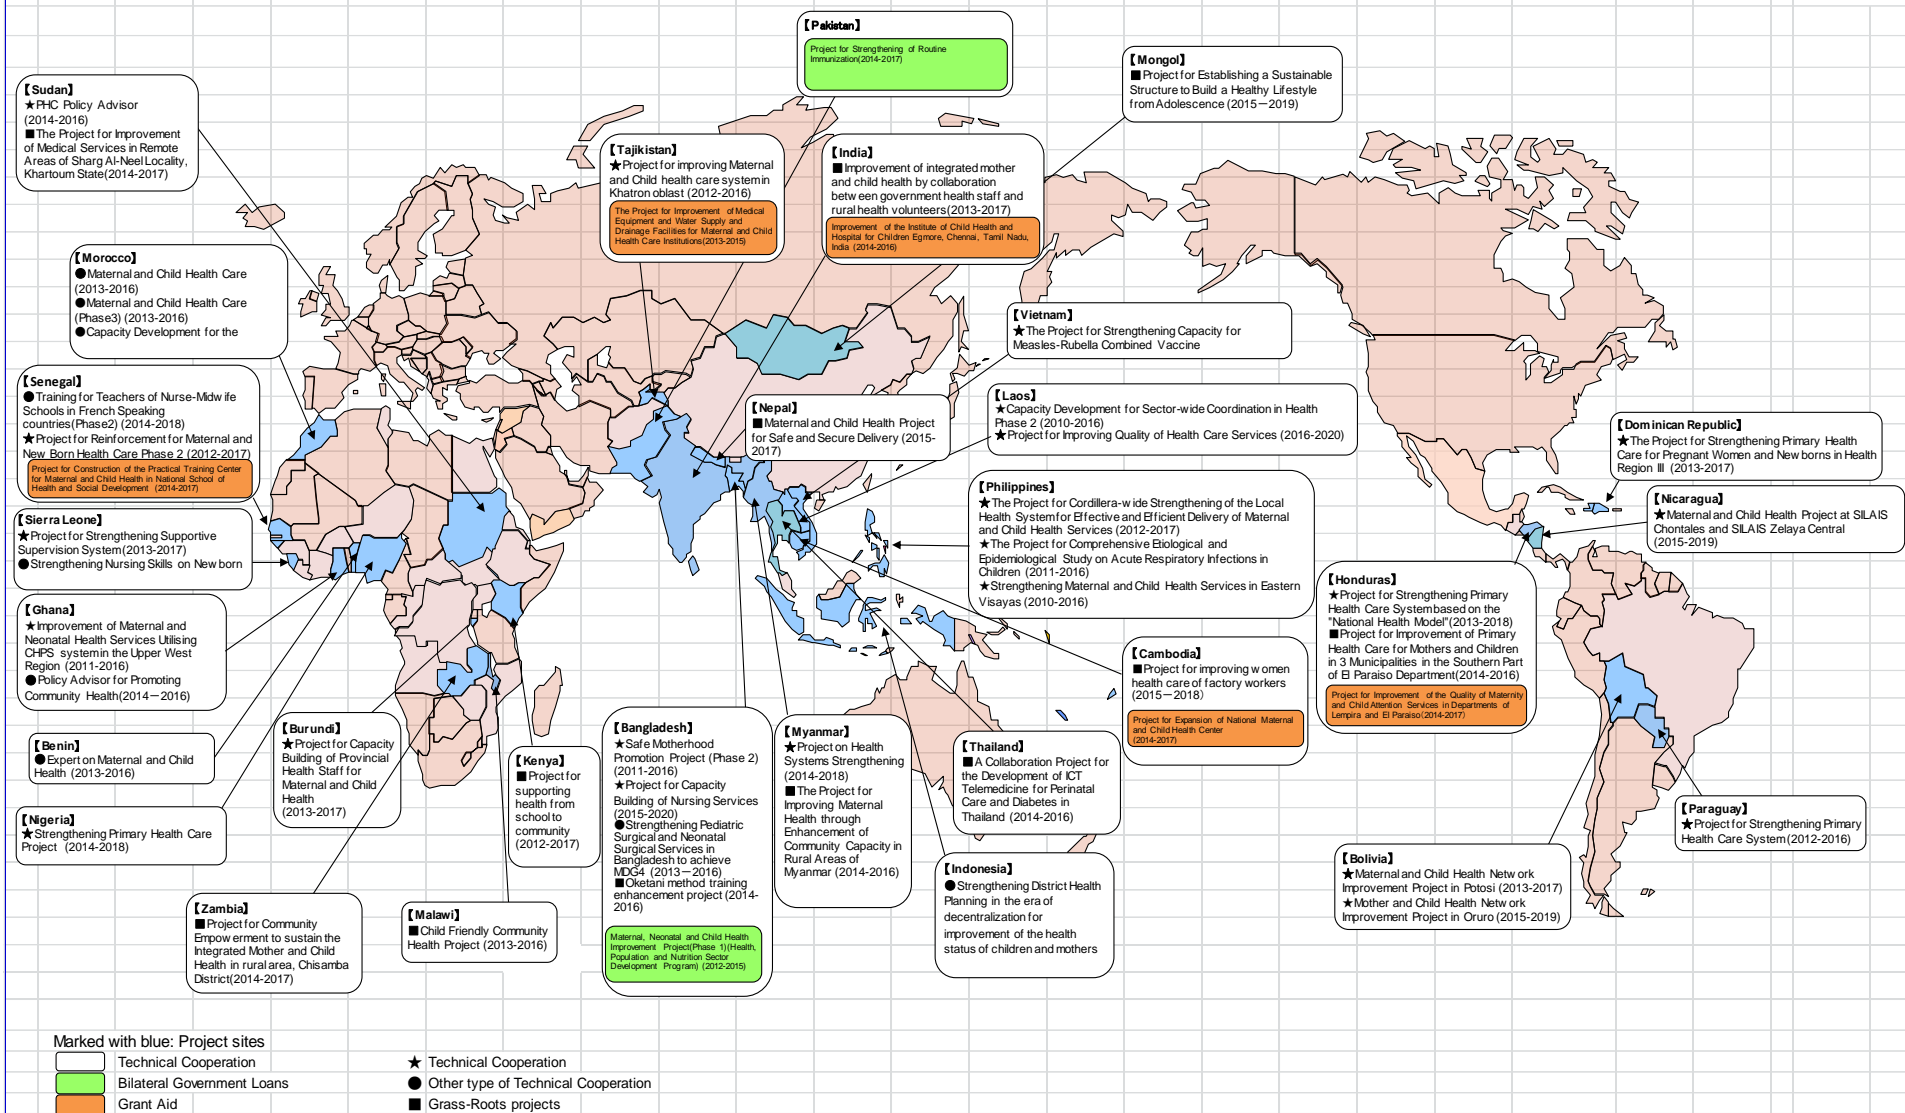 【Pakistan】
Project for Strengthening of Routine
Immunization(2014-2017)
【Mongol】
■Project for Establishing a Sustainable
Structure to Build a Healthy Lifestyle
from Adolescence (2015－2019)
【Sudan】
★PHC Policy Advisor
(2014-2016)
■The Project for Improvement
of Medical Services in Remote
Areas of Sharg Al-Neel Locality,
Khartoum State(2014-2017)
【Tajikistan】
★Project for improving Maternal
and Child health care system in
Khatron oblast (2012-2016)
The Project for Improvement of Medical
Equipment and Water Supply and
Drainage Facilities for Maternal and Child
Health Care Institutions(2013-2015)
【India】
■Improvement of integrated mother
and child health by collaboration
between government health staff and
rural health volunteers(2013-2017)
Improvement of the Institute of Child Health and
Hospital for Children Egmore, Chennai, Tamil Nadu,
India (2014-2016)
【Morocco】
●Maternal and Child Health Care
(2013-2016)
●Maternal and Child Health Care
(Phase3) (2013-2016)
●Capacity Development for the
【Vietnam】
★The Project for Strengthening Capacity for
Measles-Rubella Combined Vaccine
【Senegal】
●Training for Teachers of Nurse-Midwife
Schools in French Speaking
countries(Phase2) (2014-2018)
★Project for Reinforcement for Maternal and
New Born Health Care Phase 2 (2012-2017)
Project for Construction of the Practical Training Center
for Maternal and Child Health in National School of
Health and Social Development (2014-2017)
【Nepal】
■Maternal and Child Health Project
for Safe and Secure Delivery (2015-
2017)
【Laos】
★Capacity Development for Sector-wide Coordination in Health
Phase 2 (2010-2016)
★Project for Improving Quality of Health Care Services (2016-2020)
【Dominican Republic】
★The Project for Strengthening Primary Health
Care for Pregnant Women and Newborns in Health
Region III (2013-2017)
【Philippines】
★The Project for Cordillera-wide Strengthening of the Local
Health System for Effective and Efficient Delivery of Maternal
and Child Health Services (2012-2017)
★The Project for Comprehensive Etiological and
Epidemiological Study on Acute Respiratory Infections in
Children (2011-2016)
★Strengthening Maternal and Child Health Services in Eastern
Visayas (2010-2016)
【Nicaragua】
★Maternal and Child Health Project at SILAIS
Chontales and SILAIS Zelaya Central
(2015-2019)
【Sierra Leone】
★Project for Strengthening Supportive
Supervision System(2013-2017)
●Strengthening Nursing Skills on Newborn
【Honduras】
★Project for Strengthening Primary
Health Care System based on the
"National Health Model"(2013-2018)
■Project for Improvement of Primary
Health Care for Mothers and Children
in 3 Municipalities in the Southern Part
of El Paraiso Department(2014-2016)
Project for Improvement of the Quality of Maternity
and Child Attention Services in Departments of
Lempira and El Paraiso(2014-2017)
【Ghana】
★Improvement of Maternal and
Neonatal Health Services Utilising
CHPS system in the Upper West
Region (2011-2016)
●Policy Advisor for Promoting
Community Health(2014－2016)
【Cambodia】
■Project for improving women
health care of factory workers
(2015－2018)
Project for Expansion of National Maternal
and Child Health Center
(2014-2017)
【Benin】
●Expert on Maternal and Child
Health (2013-2016)
【Burundi】
★Project for Capacity
Building of Provincial
Health Staff for
Maternal and Child
Health
(2013-2017)
【Kenya】
■Project for
supporting
health from
school to
community
(2012-2017)
【Bangladesh】
★Safe Motherhood
Promotion Project (Phase 2)
(2011-2016)
★Project for Capacity
Building of Nursing Services
(2015-2020)
●Strengthening Pediatric
Surgical and Neonatal
Surgical Services in
Bangladesh to achieve
MDG4 (2013－2016)
■Oketani method training
enhancement project (2014-
2016)
Maternal, Neonatal and Child Health
Improvement Project(Phase 1)(Health,
Population and Nutrition Sector
Development Program) (2012-2015)
【Myanmar】
★Project on Health
Systems Strengthening
(2014-2018)
■The Project for
Improving Maternal
Health through
Enhancement of
Community Capacity in
Rural Areas of
Myanmar (2014-2016)
【Thailand】
■A Collaboration Project for
the Development of ICT
Telemedicine for Perinatal
Care and Diabetes in
Thailand (2014-2016)
【Nigeria】
★Strengthening Primary Health Care
Project (2014-2018)
【Paraguay】
★Project for Strengthening Primary
Health Care System (2012-2016)
【Bolivia】
★Maternal and Child Health Network
Improvement Project in Potosi (2013-2017)
★Mother and Child Health Network
Improvement Project in Oruro (2015-2019)
【Indonesia】
●Strengthening District Health
Planning in the era of
decentralization for
improvement of the health
status of children and mothers
【Zambia】
■Project for Community
Empowerment to sustain the
Integrated Mother and Child
Health in rural area, Chisamba
District(2014-2017)
【Malawi】
■Child Friendly Community
Health Project (2013-2016)
Marked with blue: Project sites
Technical Cooperation
Bilateral Government Loans
Grant Aid
★ Technical Cooperation
● Other type of Technical Cooperation
■ Grass-Roots projects